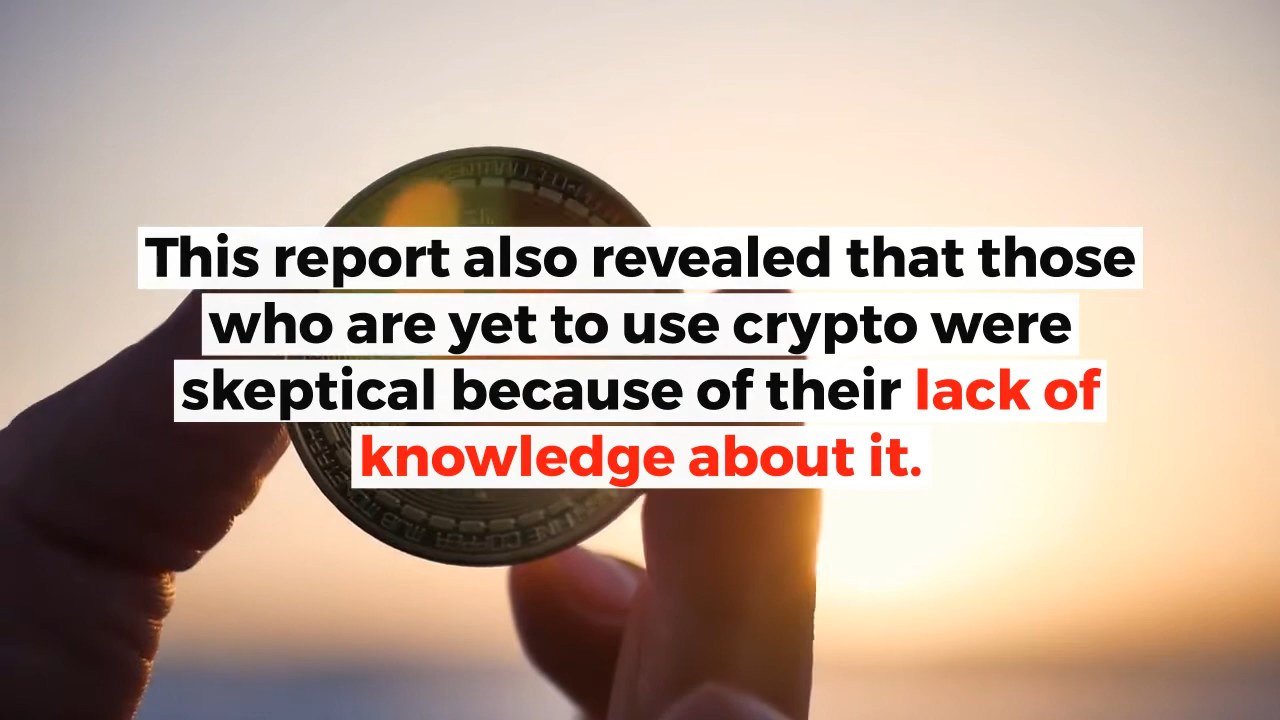 This report also revealed that those
who are yet to use crypto were
skeptical because of their lack of
knowledge about it.